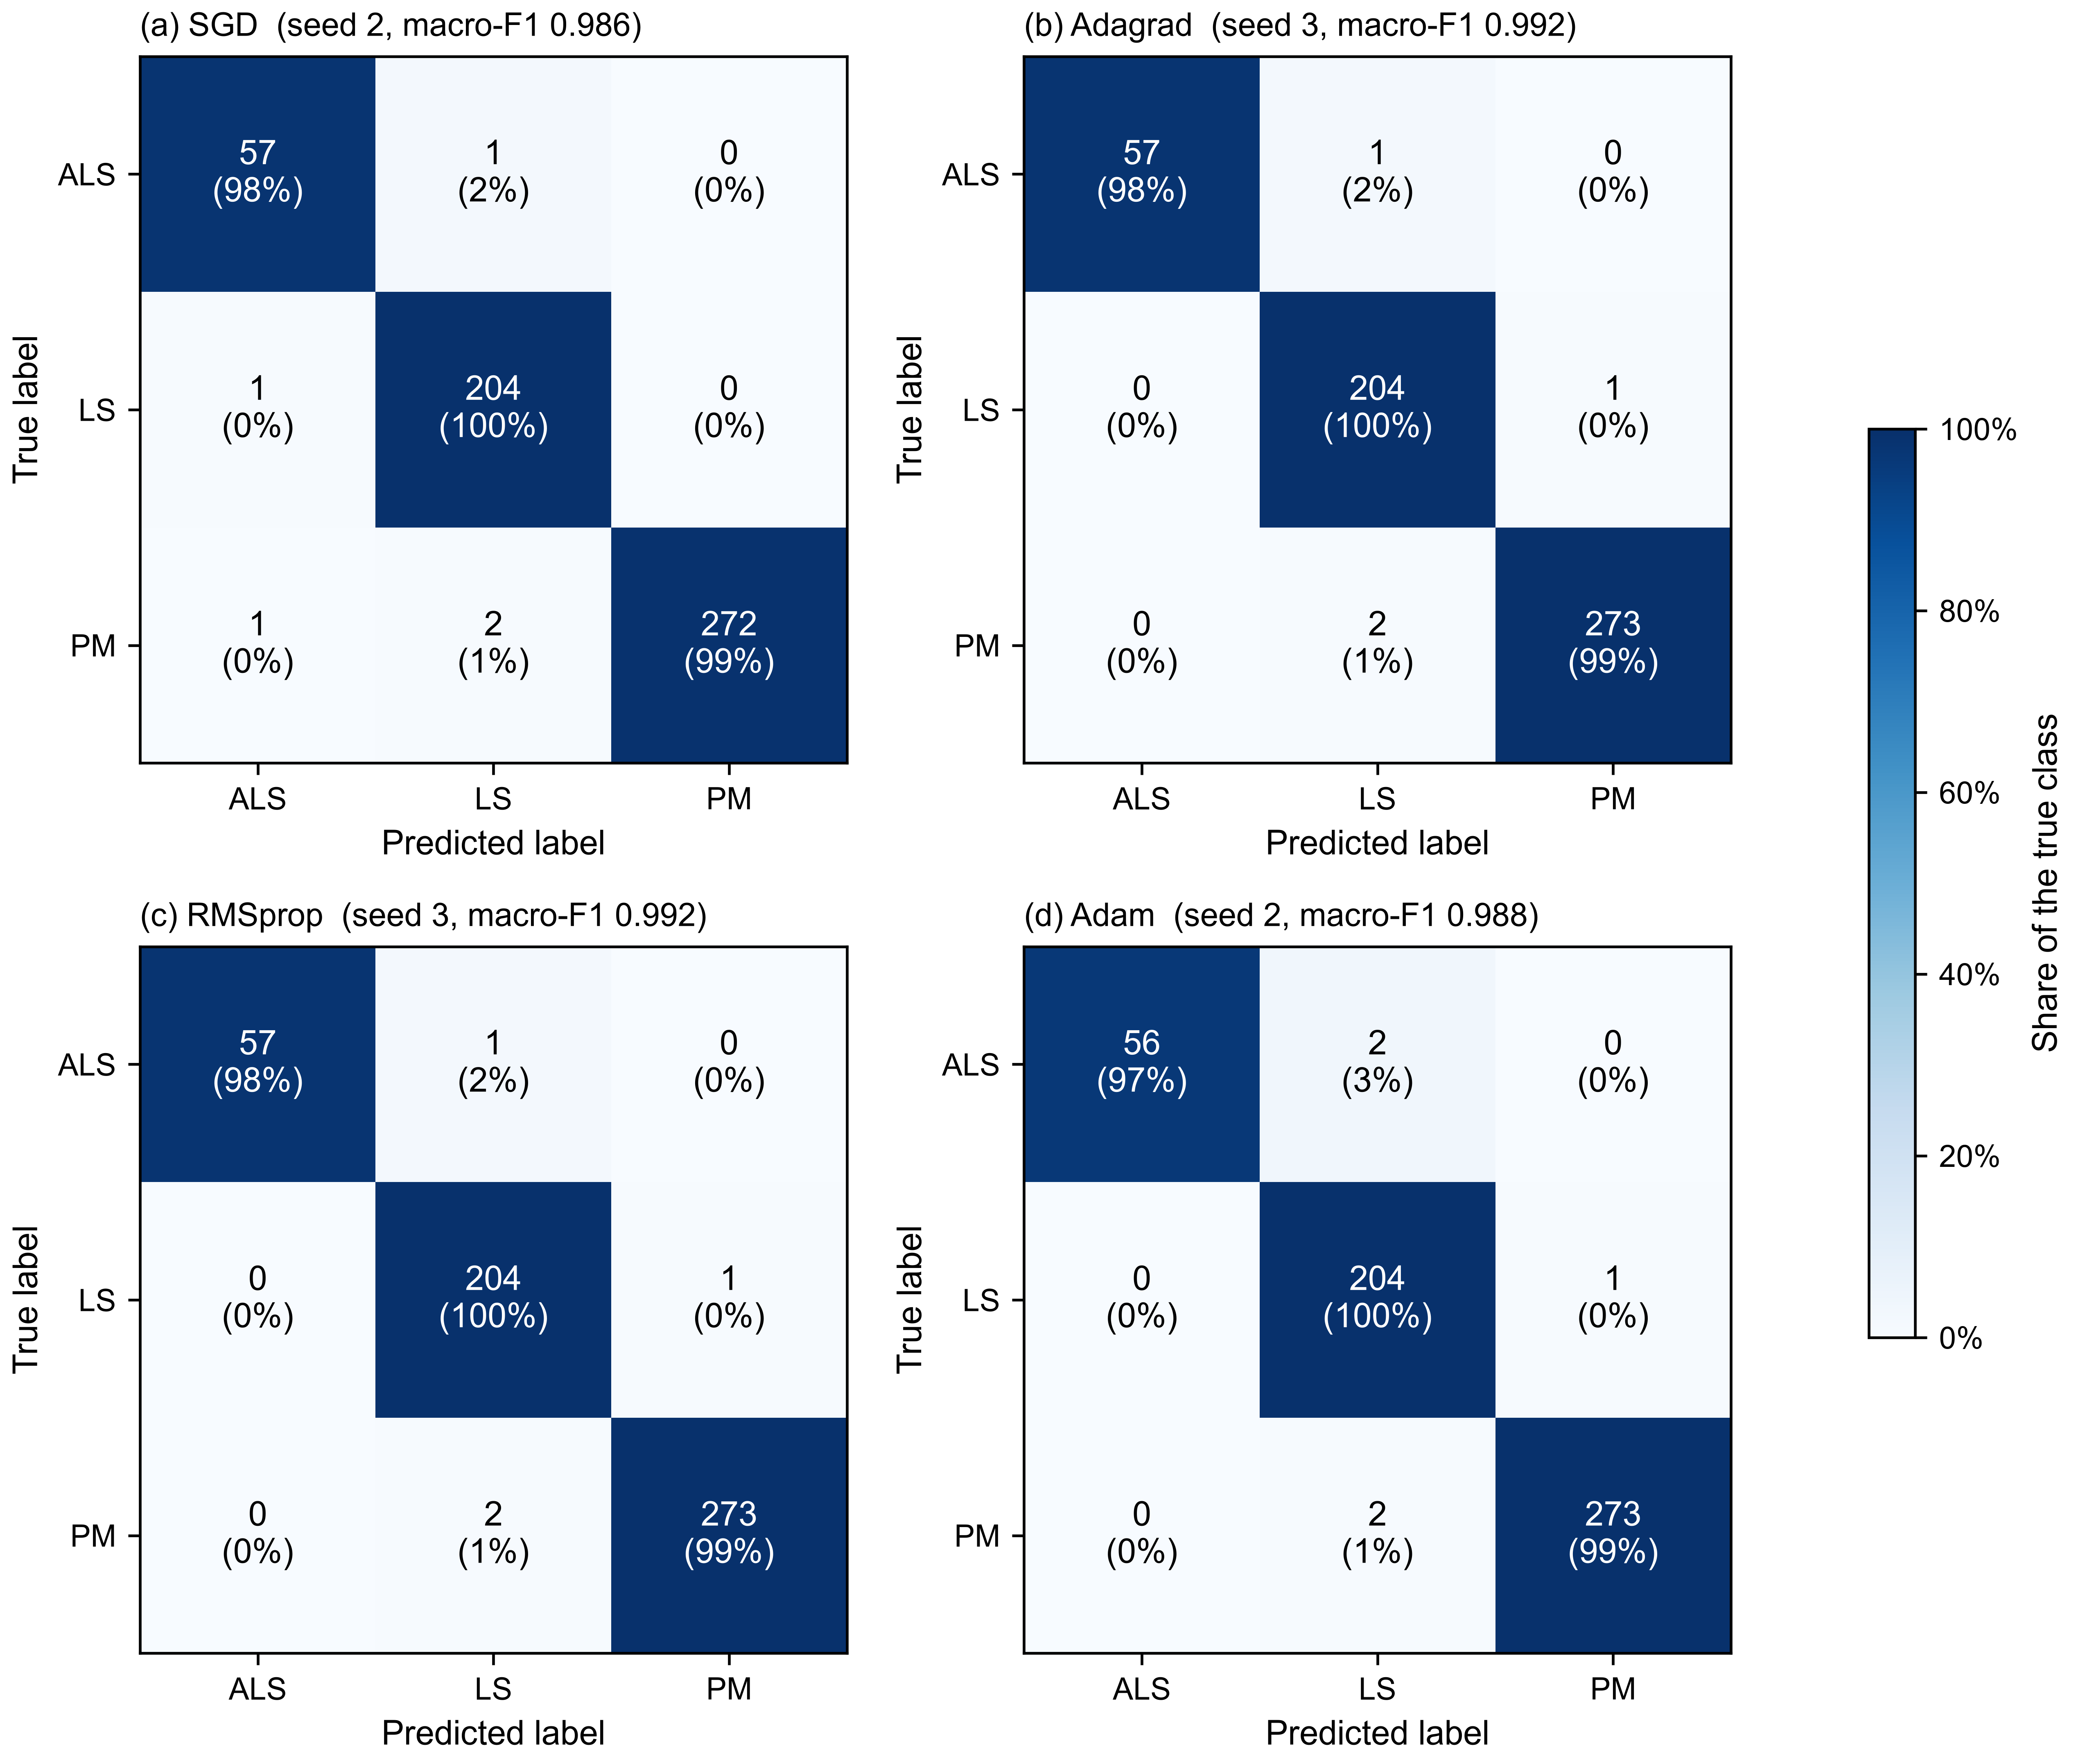 (a) SGD (seed 2, macro-F1 0.986)
True label
ALS
57
(98%)
1
(2%)
0
(0%)
LS
1
(0%)
204
(100%)
0
(0%)
PM
1
(0%)
2
(1%)
272
(99%)
ALS
LS
PM
Predicted label
(b) Adagrad (seed 3, macro-F1 0.992)
True label
ALS
57
(98%)
1
(2%)
0
(0%)
LS
0
(0%)
204
(100%)
1
(0%)
PM
0
(0%)
2
(1%)
273
(99%)
ALS
LS
PM
Predicted label
(c) RMSprop (seed 3, macro-F1 0.992)
True label
ALS
57
(98%)
1
(2%)
0
(0%)
LS
0
(0%)
204
(100%)
1
(0%)
PM
0
(0%)
2
(1%)
273
(99%)
ALS
LS
PM
Predicted label
(d) Adam (seed 2, macro-F1 0.988)
True label
ALS
56
(97%)
2
(3%)
0
(0%)
LS
0
(0%)
204
(100%)
1
(0%)
PM
0
(0%)
2
(1%)
273
(99%)
ALS
LS
PM
Predicted label
100%
80%
60%
40%
20%
0%
Share of the true class